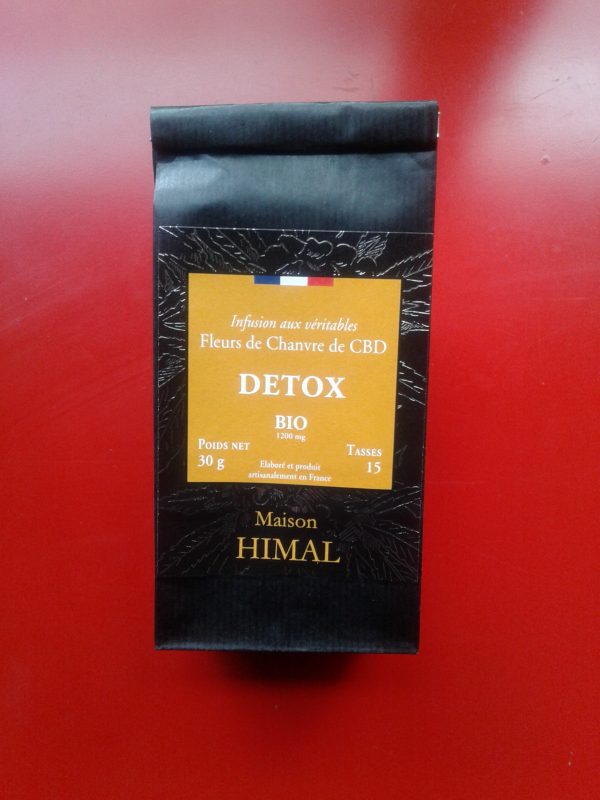 Infusion aux véritables
Fleurs de Chanvre de CBD
DETOX
BIO
1200 mg
POIDS NET
30 g
TASSES
15
Elaboré et produit
artisanalement en France
Maison
HIMAL